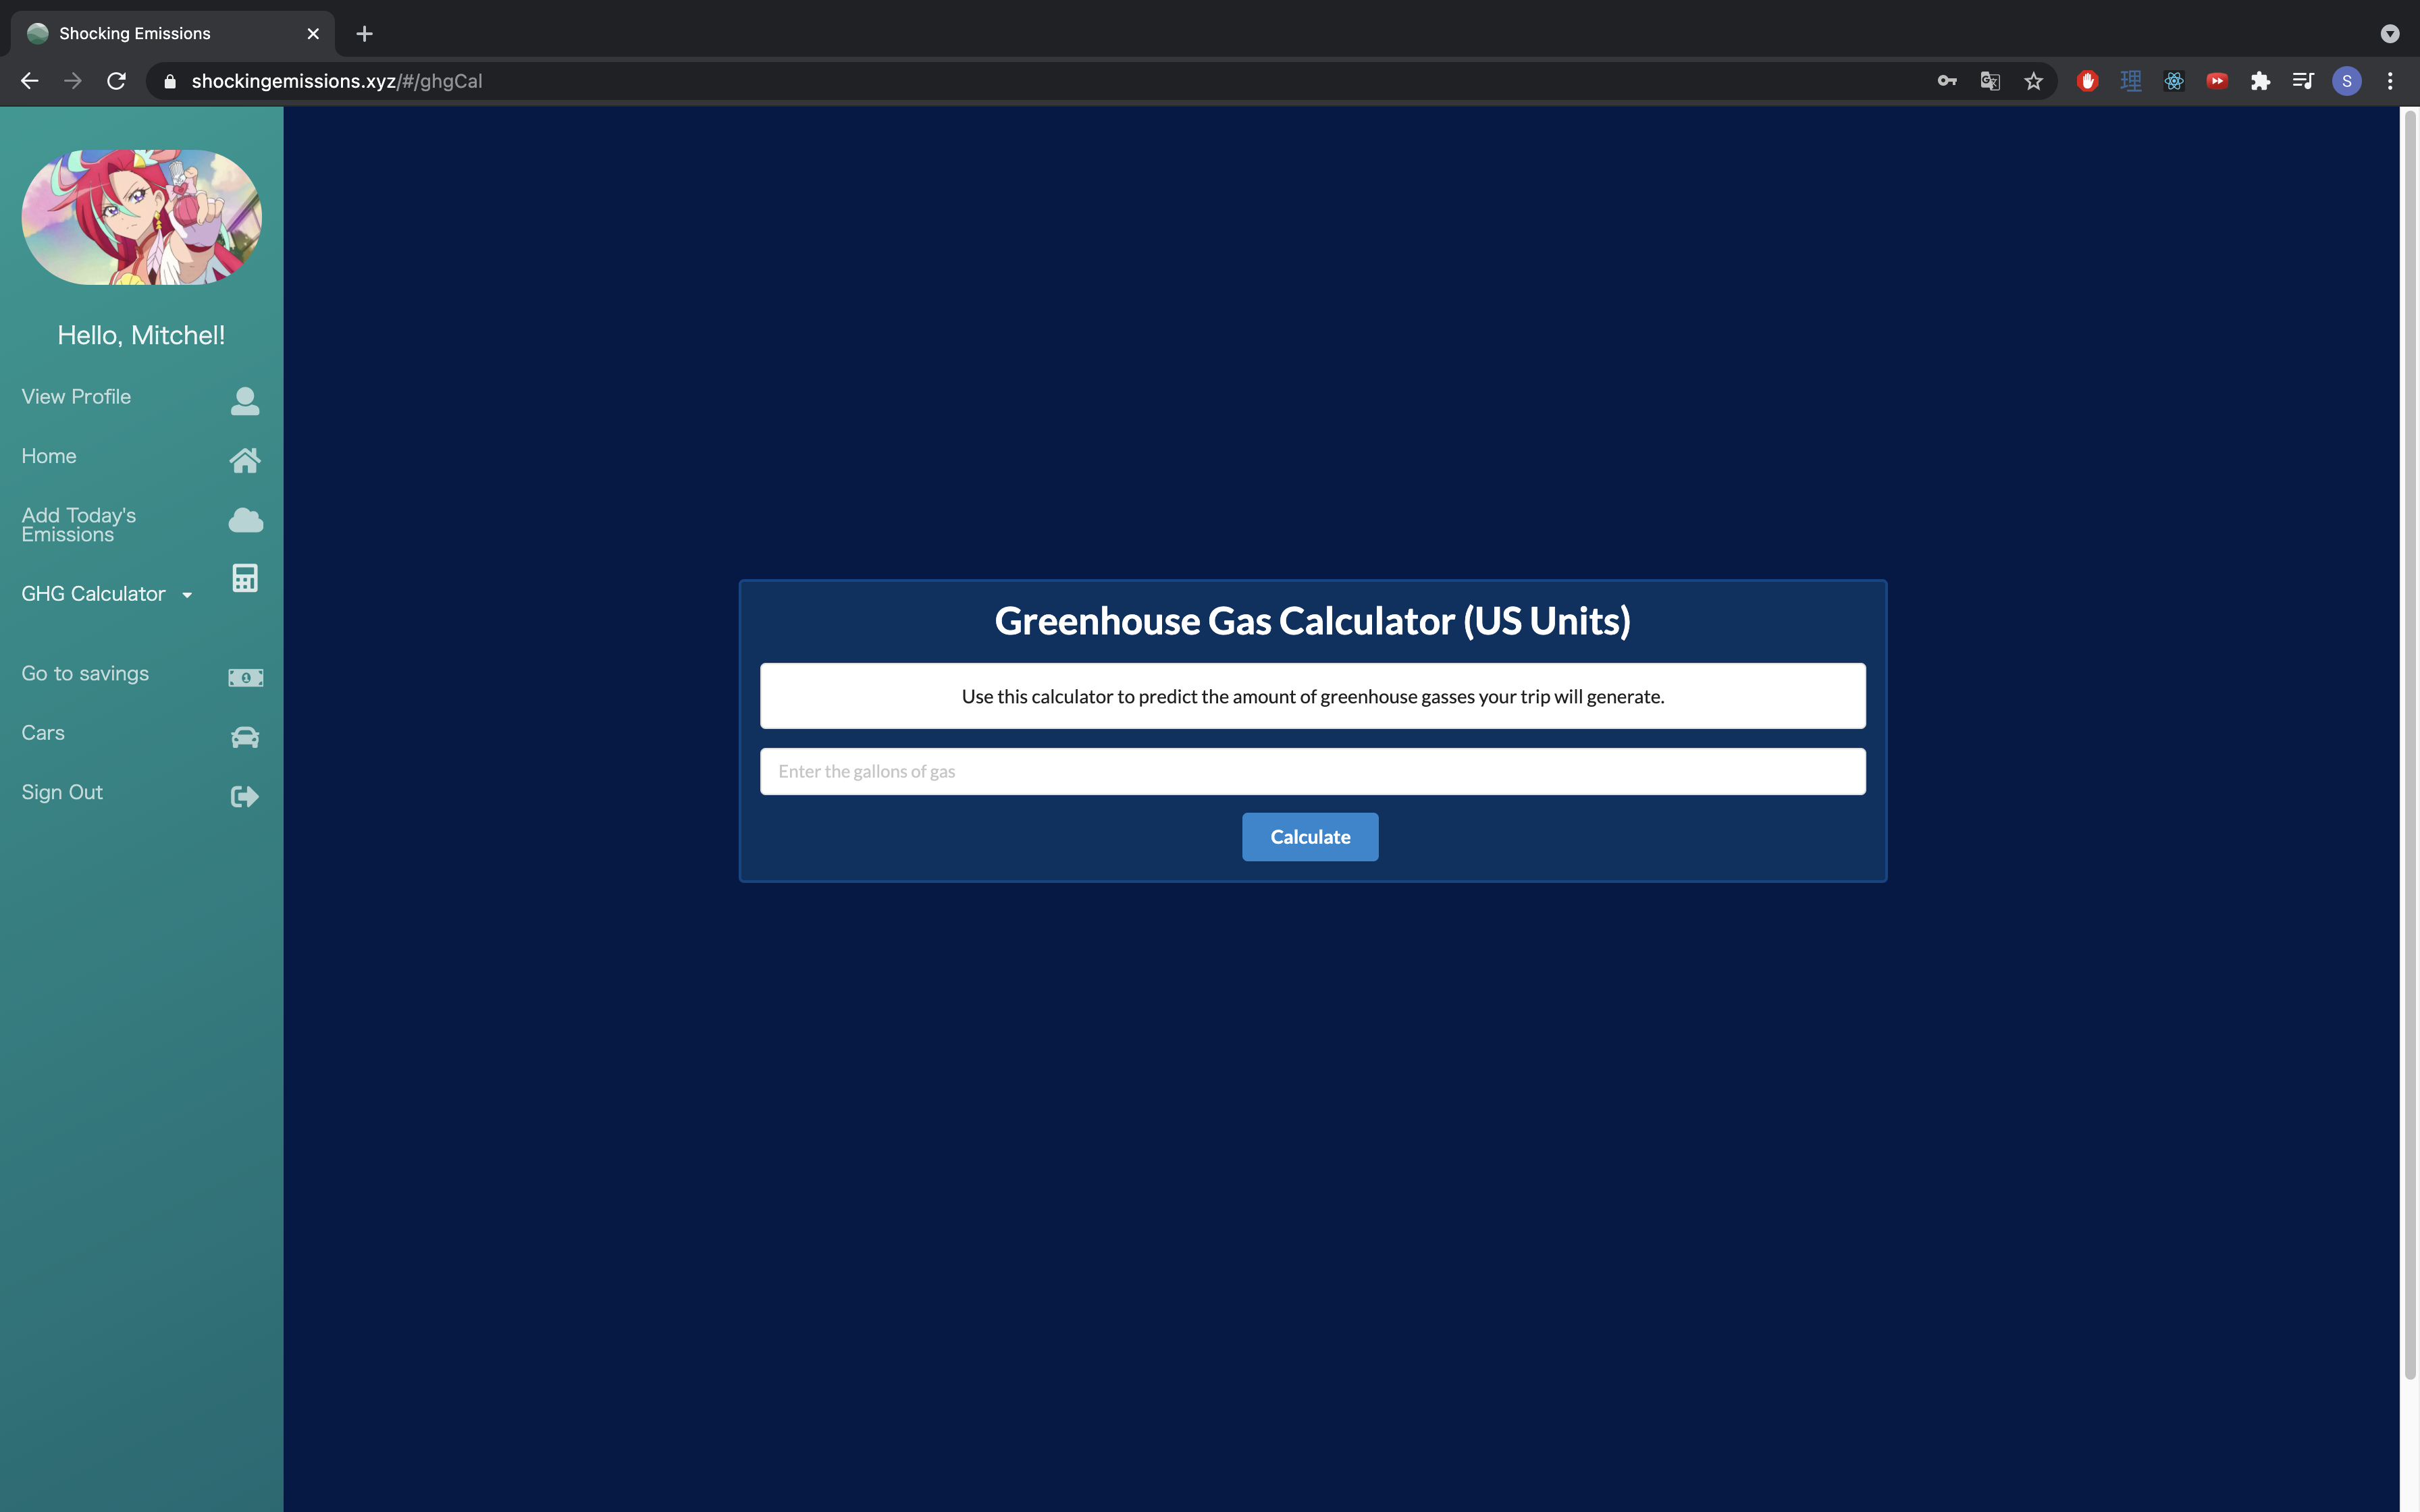 Shocking Emissions
shockingemissions.xyz/#/ghgCal
S
Hello, Mitchel!
View Profile
Home
Add Today's
Emissions
GHG Calculator
Go to savings
1
Cars
Sign Out
Greenhouse Gas Calculator (US Units)
Use this calculator to predict the amount of greenhouse gasses your trip will generate.
Enter the gallons of gas
Calculate